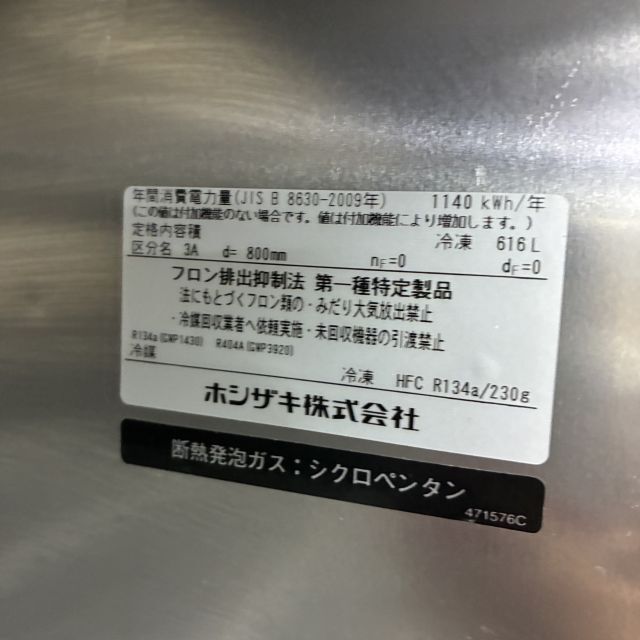 年間消費電力量(JIS B 8630-2009年) 1140 kWh/年
(この値は付加機能のない場合です。値は付加機能により増加します。)
定格内容積 冷凍 616 L
区分名 3A d= 800mm nF=0 dF=0
フロン排出抑制法 第一種特定製品
法にもとづくフロン類の・みだり大気放出禁止
・冷媒回収業者へ依頼実施・未回収機器の引渡禁止
R134a(GWP1430) R404A(GWP3920)
冷媒 冷凍 HFC R134a/230g
ホシザキ株式会社
断熱発泡ガス：シクロペンタン
471576C